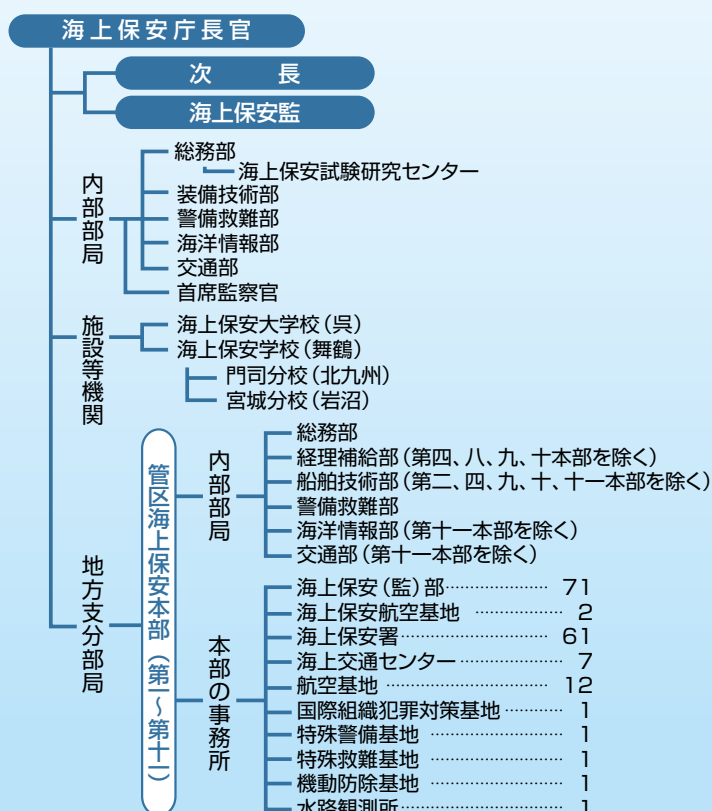 海上保安庁長官
次　　長
海上保安監
内部部局
総務部
海上保安試験研究センター
装備技術部
警備救難部
海洋情報部
交通部
首席監察官
施設等機関
海上保安大学校（呉）
海上保安学校（舞鶴）
門司分校（北九州）
宮城分校（岩沼）
地方支分部局
管区海上保安本部（第一～第十一）
内部部局
総務部
経理補給部（第四、八、九、十本部を除く）
船舶技術部（第二、四、九、十、十一本部を除く）
警備救難部
海洋情報部（第十一本部を除く）
交通部（第十一本部を除く）
本部の事務所
海上保安（監）部………………… 71
海上保安航空基地 ……………… 2
海上保安署………………………… 61
海上交通センター………………… 7
航空基地 ………………………… 12
国際組織犯罪対策基地………… 1
特殊警備基地 …………………… 1
特殊救難基地 …………………… 1
機動防除基地 …………………… 1
水路観測所………………………… 1